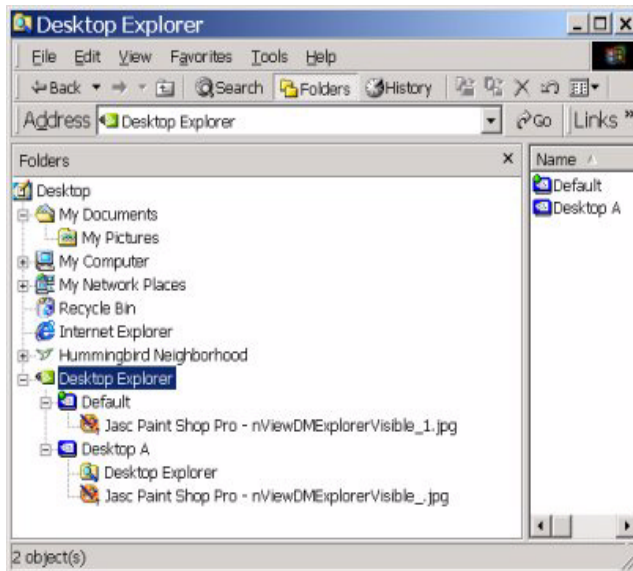 Desktop Explorer
File Edit View Favorites Tools Help
Back Search Folders History
Address Desktop Explorer Go Links »
Folders x Name
Desktop
My Documents
My Pictures
My Computer
My Network Places
Recycle Bin
Internet Explorer
Hummingbird Neighborhood
Desktop Explorer
Default
Jasc Paint Shop Pro - nViewDMExplorerVisible_1.jpg
Desktop A
Desktop Explorer
Jasc Paint Shop Pro - nViewDMExplorerVisible_.jpg
Default
Desktop A
2 object(s)